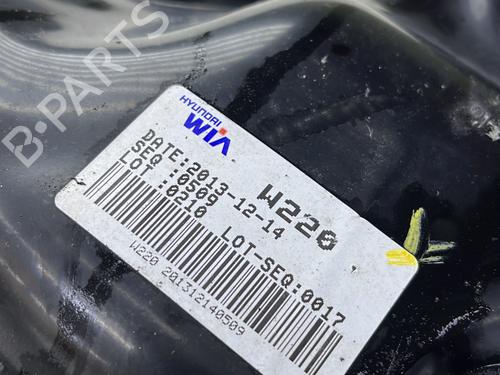 B-PARTS
HYUNDAI
WIA
W220
DATE:2013-12-14
SEQ :0509
LOT :0210 LOT-SEQ:0017
W220 201312140509